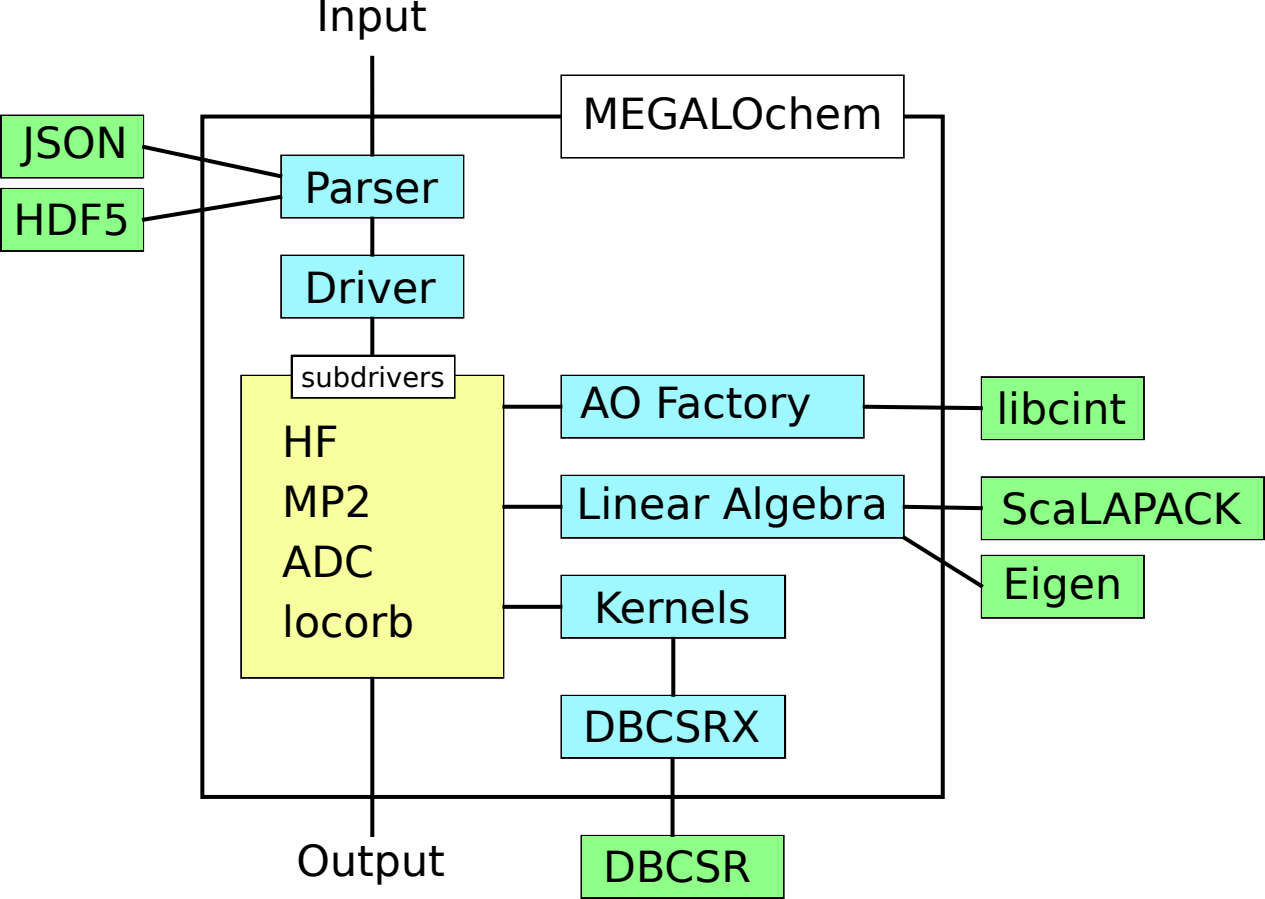 Input
MEGALOchem
JSON
HDF5
Parser
Driver
subdrivers
HF
MP2
ADC
locorb
AO Factory
libcint
Linear Algebra
ScaLAPACK
Eigen
Kernels
DBCSRX
Output
DBCSR